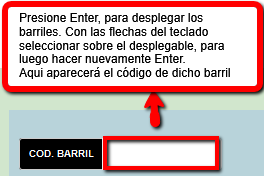 Presione Enter, para desplegar los
barriles. Con las flechas del teclado
seleccionar sobre el desplegable, para
luego hacer nuevamente Enter.
Aqui aparecerá el código de dicho barril
COD. BARRIL